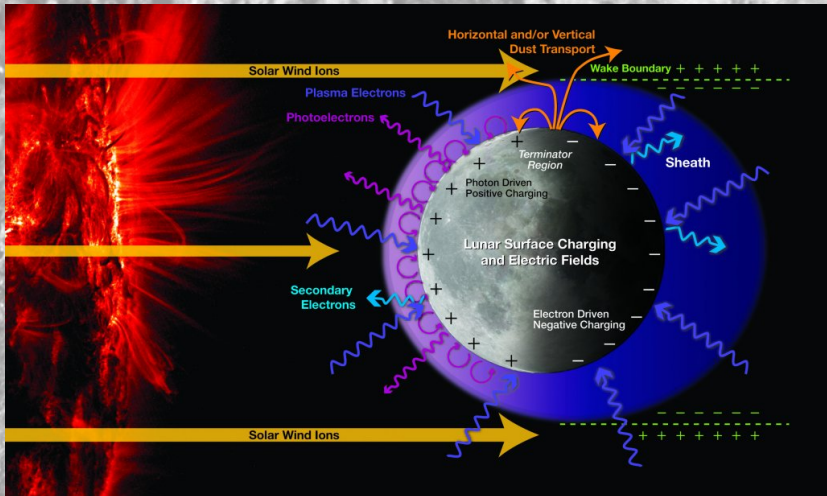 Horizontal and/or Vertical
Dust Transport
Wake Boundary + + + + + +
− − − − − −
Solar Wind Ions
Plasma Electrons
Photoelectrons
Terminator
Region
Sheath
Photon Driven
Positive Charging
Lunar Surface Charging
and Electric Fields
Secondary
Electrons
Electron Driven
Negative Charging
Solar Wind Ions
− − − − − −
+ + + + + + +